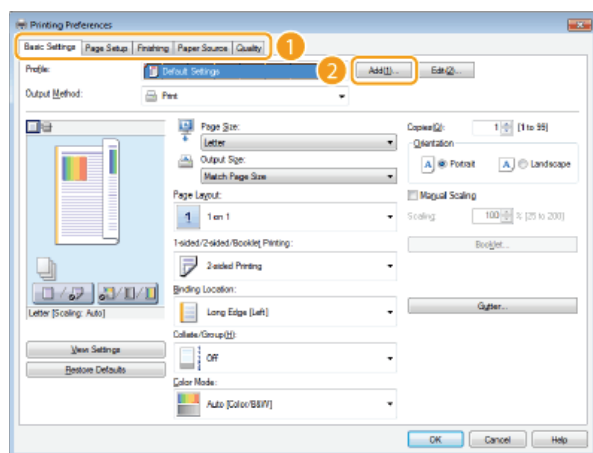 Printing Preferences
Basic Settings Page Setup Finishing Paper Source Quality 1
Profile: Default Settings 2 Add(1)... Edit(2)...
Output Method: Print
Page Size: Copies(Q): 1 [1 to 99]
Letter Orientation
Output Size: A Portrait A Landscape
Match Page Size
Page Layout: Manual Scaling
1 1 on 1 Scaling: 100 % [25 to 200]
1-sided/2-sided/Booklet Printing: Booklet...
2-sided Printing
Binding Location:
Letter [Scaling: Auto] Long Edge [Left] Gutter...
Collate/Group(H):
View Settings Off
Restore Defaults
Color Mode:
Auto [Color/B&W]
OK Cancel Help